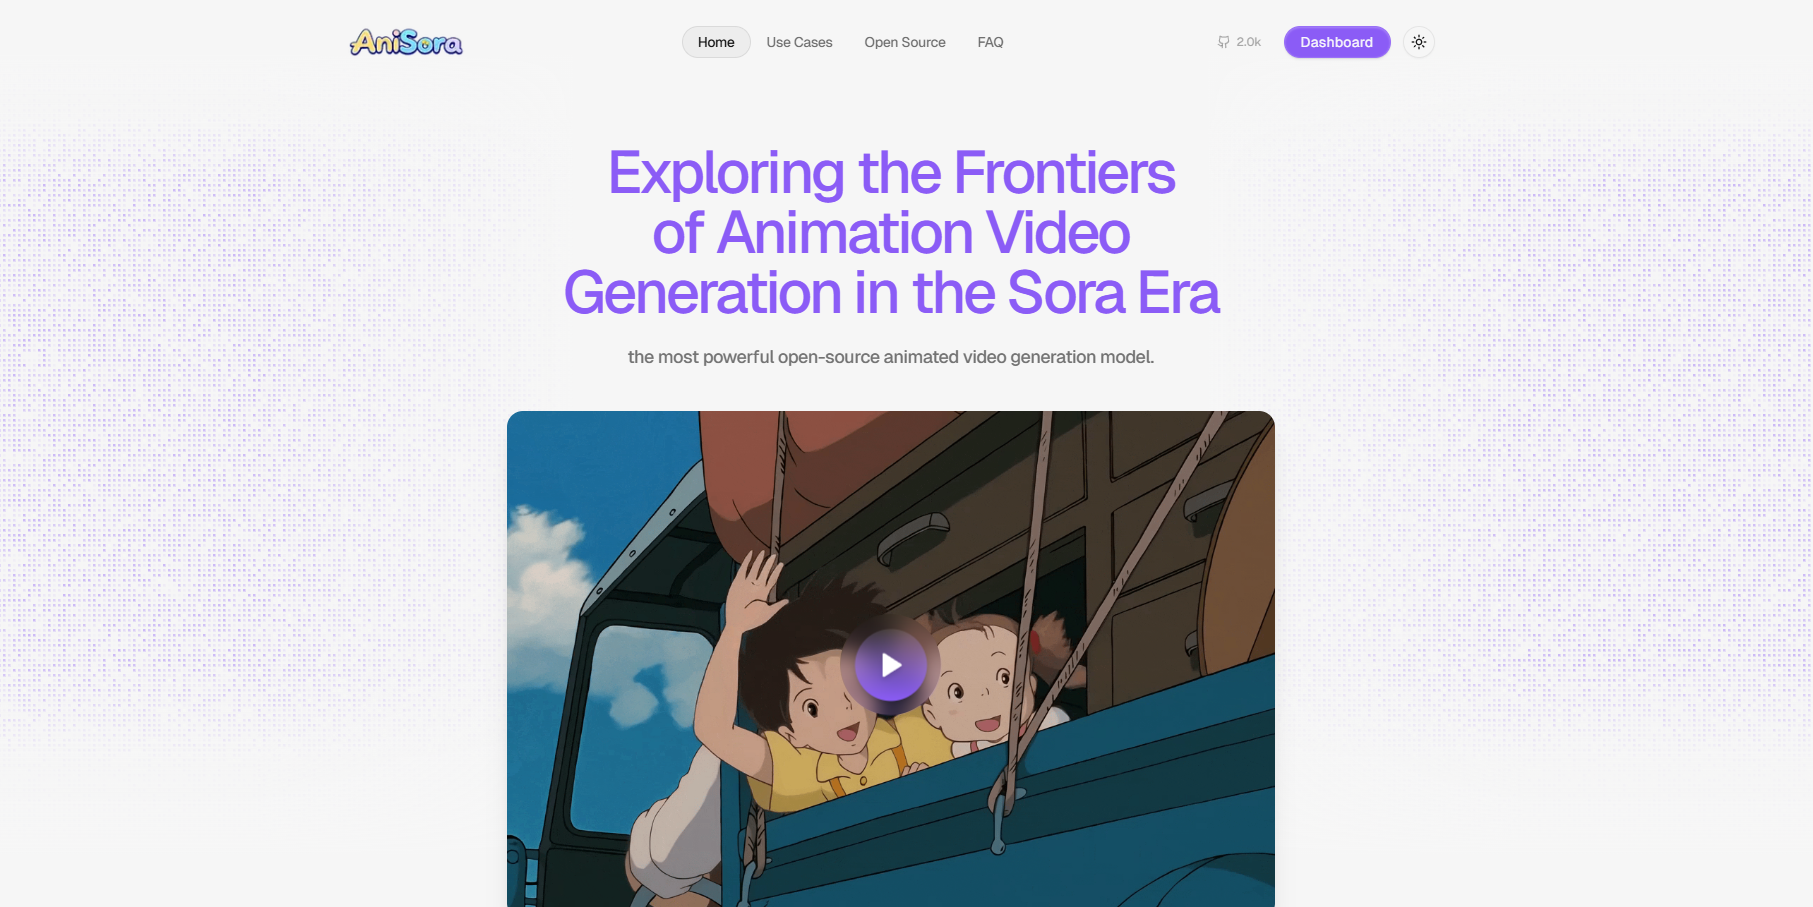 AniSora
Home
Use Cases
Open Source
FAQ
2.0k
Dashboard
Exploring the Frontiers
of Animation Video
Generation in the Sora Era
the most powerful open-source animated video generation model.